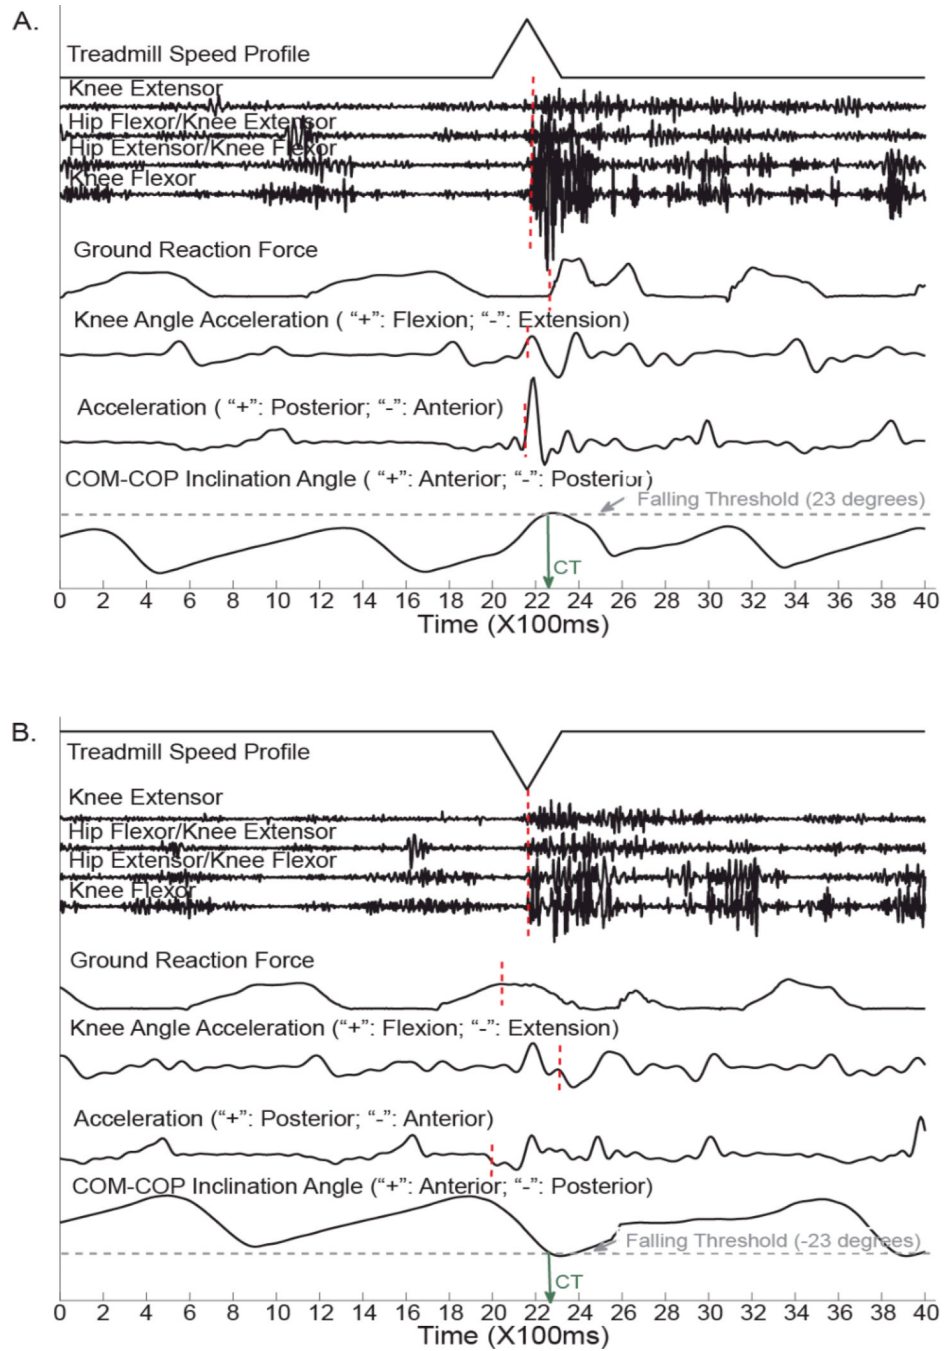 A.
Treadmill Speed Profile
Knee Extensor
Hip Flexor/Knee Extensor
Hip Extensor/Knee Flexor
Knee Flexor
Ground Reaction Force
Knee Angle Acceleration ( “+”: Flexion; “-”: Extension)
Acceleration ( “+”: Posterior; “-”: Anterior)
COM-COP Inclination Angle ( “+”: Anterior; “-”: Posterior)
Falling Threshold (23 degrees)
CT
0 2 4 6 8 10 12 14 16 18 20 22 24 26 28 30 32 34 36 38 40
Time (X100ms)
B.
Treadmill Speed Profile
Knee Extensor
Hip Flexor/Knee Extensor
Hip Extensor/Knee Flexor
Knee Flexor
Ground Reaction Force
Knee Angle Acceleration (“+”: Flexion; “-”: Extension)
Acceleration (“+”: Posterior; “-”: Anterior)
COM-COP Inclination Angle (“+”: Anterior; “-”: Posterior)
Falling Threshold (-23 degrees)
CT
0 2 4 6 8 10 12 14 16 18 20 22 24 26 28 30 32 34 36 38 40
Time (X100ms)